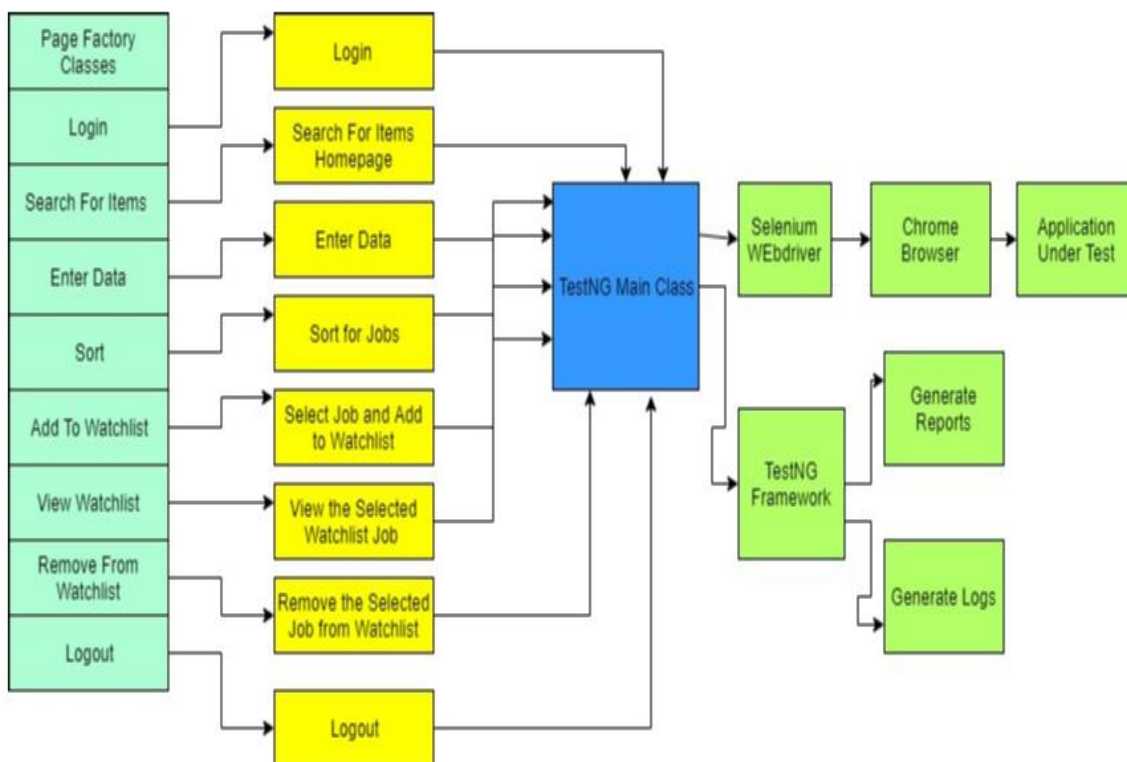 Page Factory
Classes
Login
Search For Items
Enter Data
Sort
Add To Watchlist
View Watchlist
Remove From
Watchlist
Logout
Login
Search For Items
Homepage
Enter Data
Sort for Jobs
Select Job and Add
to Watchlist
View the Selected
Watchlist Job
Remove the Selected
Job from Watchlist
Logout
TestNG Main Class
Selenium
WEbdriver
Chrome
Browser
Application
Under Test
TestNG
Framework
Generate
Reports
Generate Logs